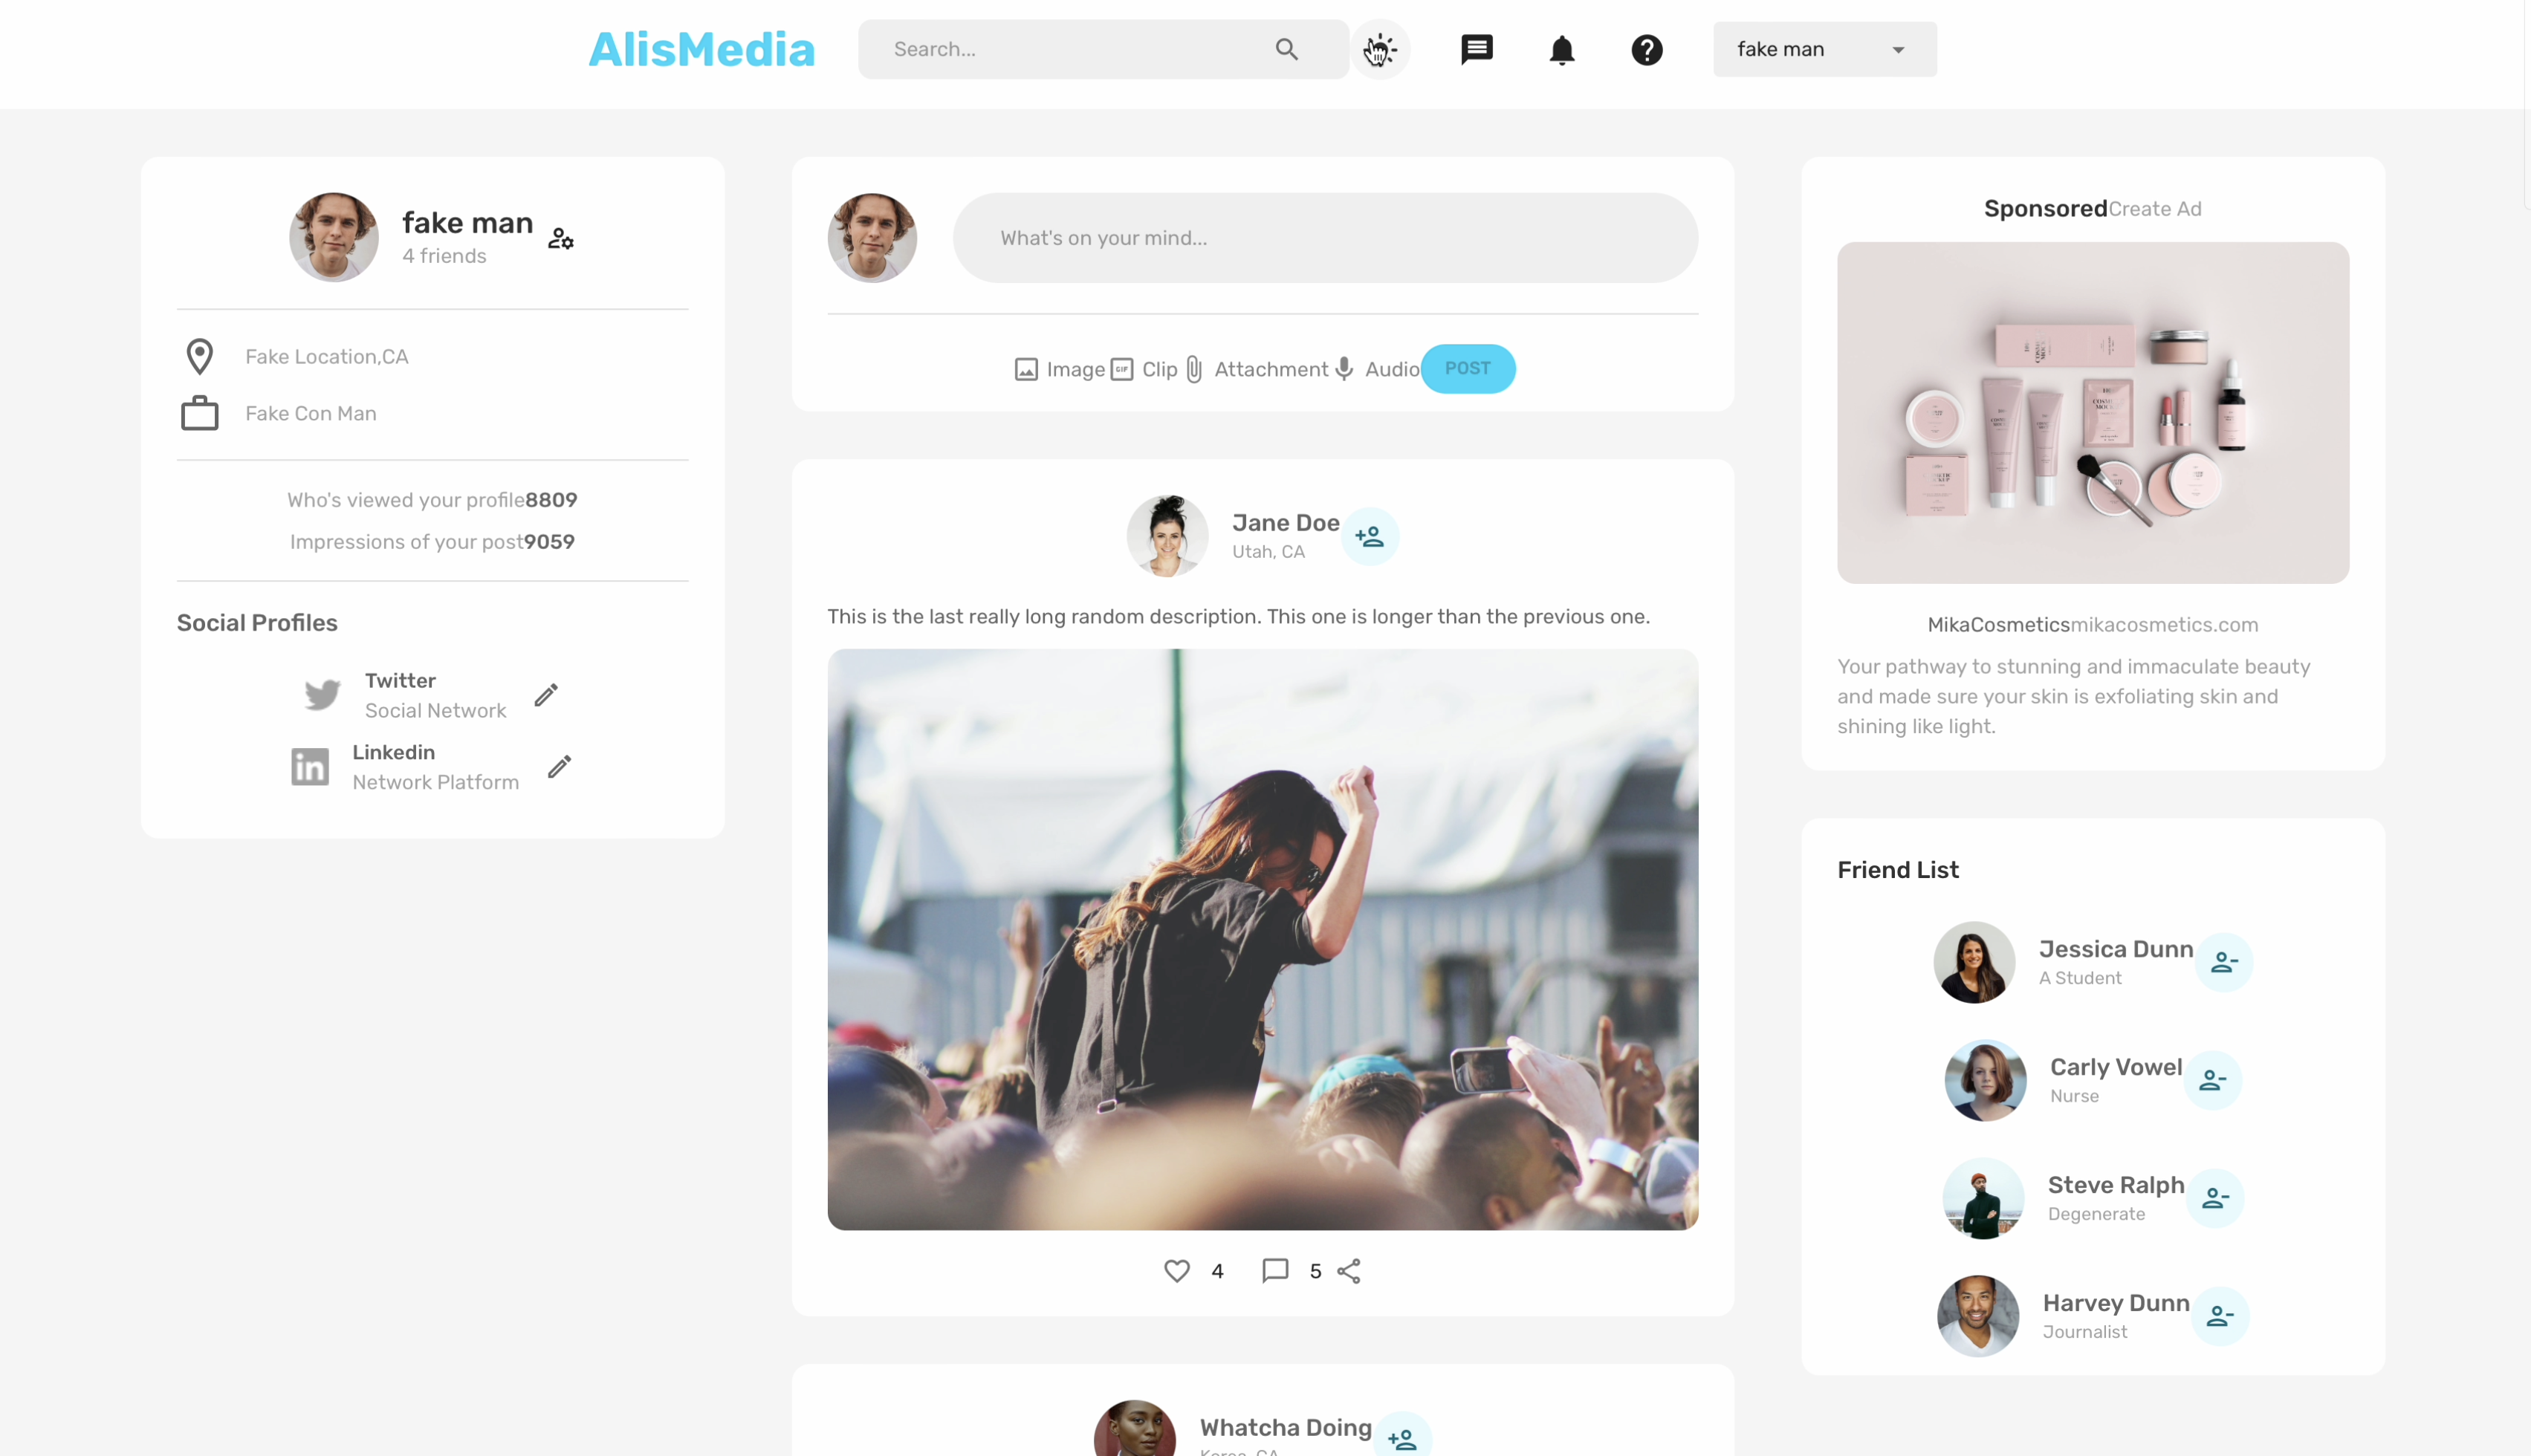 AlisMedia
Search...
fake man
fake man
4 friends
Fake Location,CA
Fake Con Man
Who's viewed your profile8809
Impressions of your post9059
Social Profiles
Twitter
Social Network
Linkedin
Network Platform
What's on your mind...
Image GIF Clip Attachment Audio POST
Jane Doe
Utah, CA
This is the last really long random description. This one is longer than the previous one.
4 5
Whatcha Doing
Korea, CA
SponsoredCreate Ad
MikaCosmeticsmikacosmetics.com
Your pathway to stunning and immaculate beauty
and made sure your skin is exfoliating skin and
shining like light.
Friend List
Jessica Dunn
A Student
Carly Vowel
Nurse
Steve Ralph
Degenerate
Harvey Dunn
Journalist